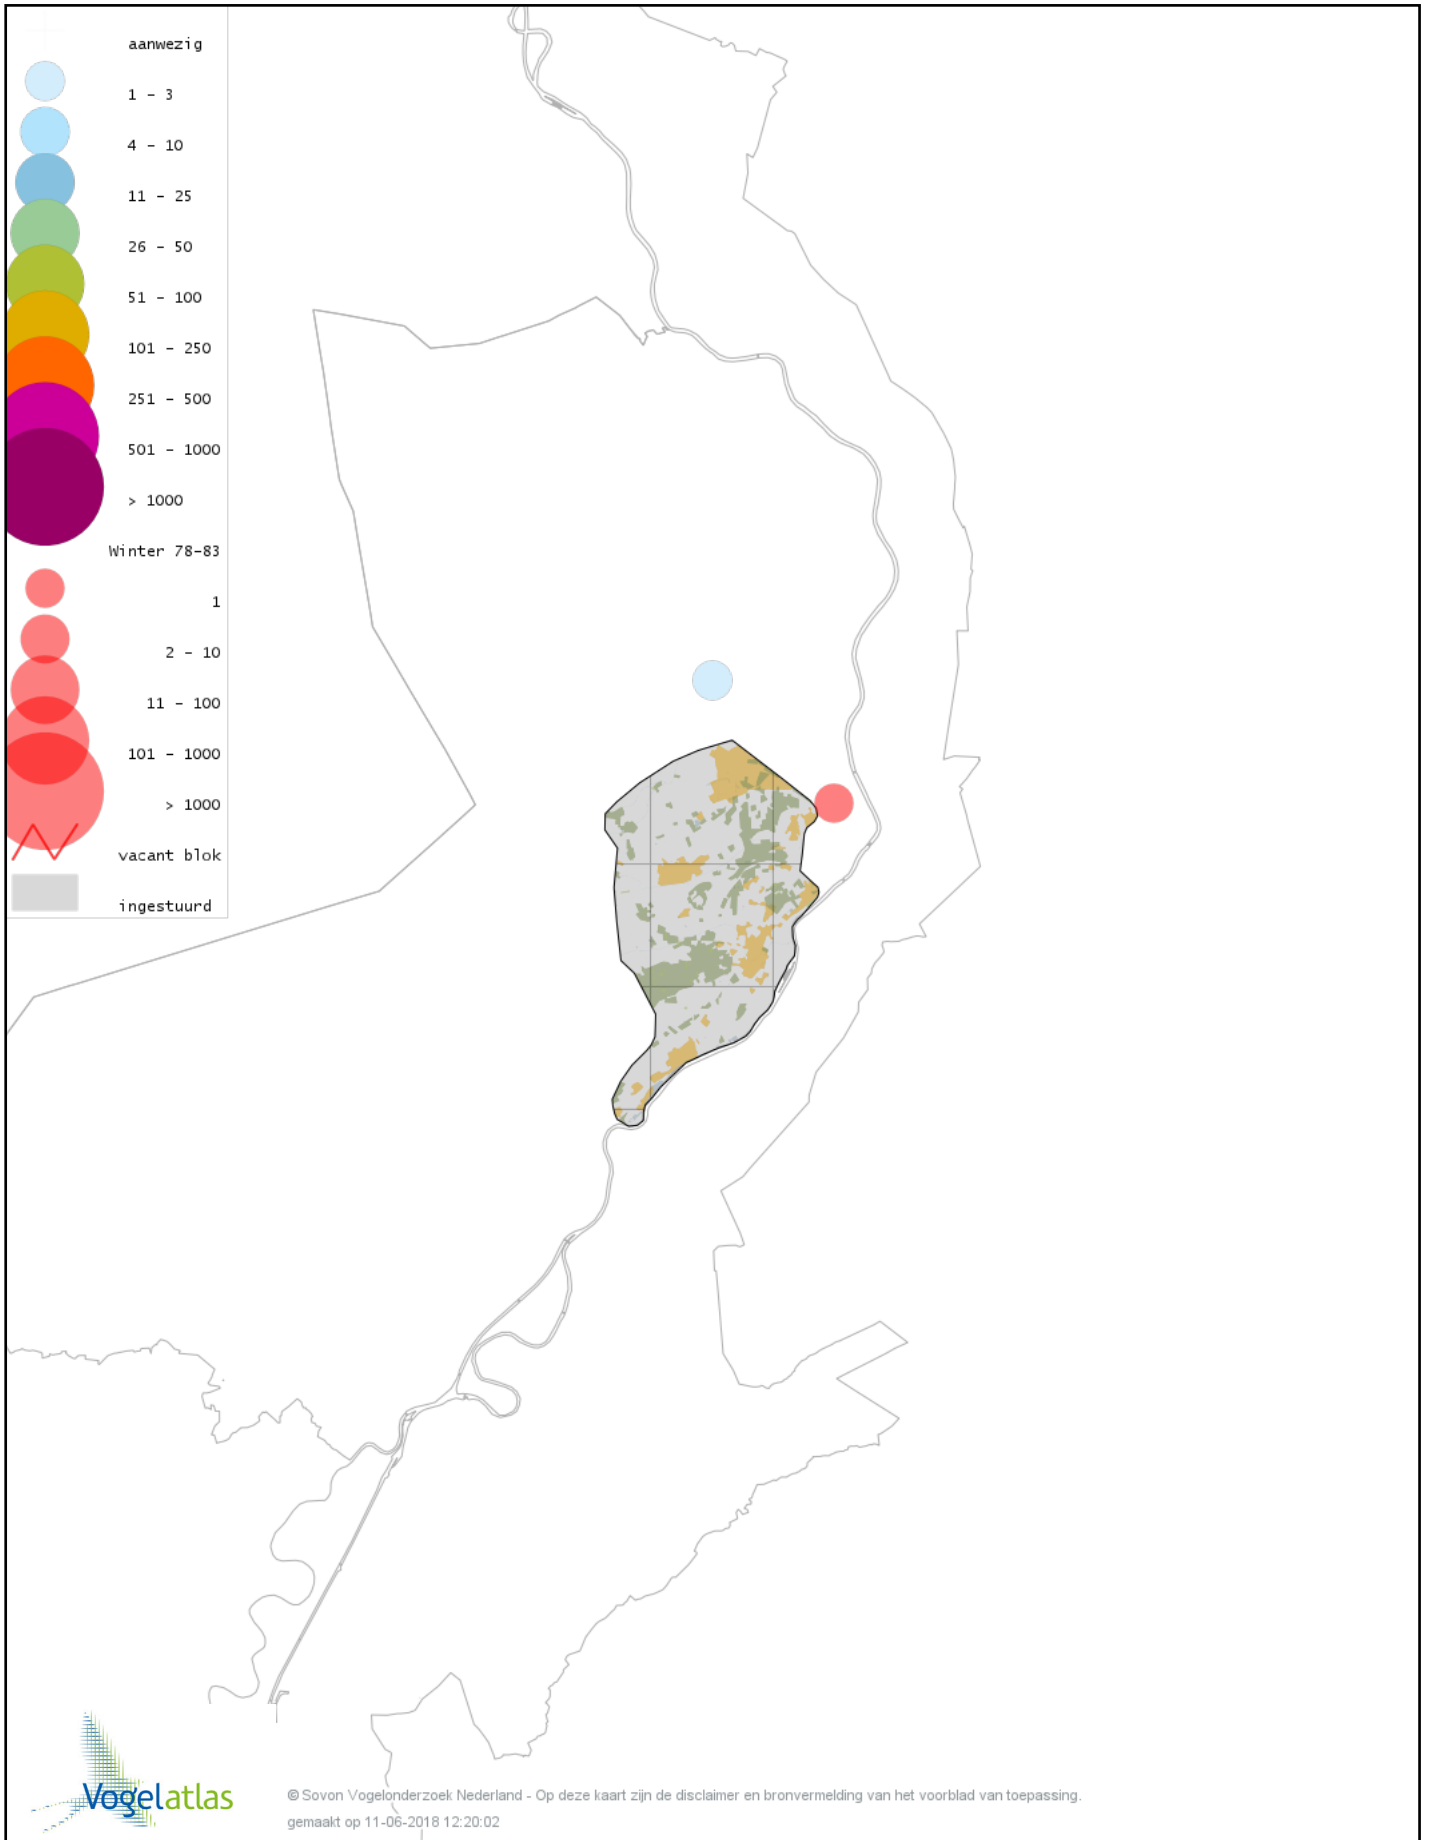 aanwezig
1 - 3
4 - 10
11 - 25
26 - 50
51 - 100
101 - 250
251 - 500
501 - 1000
> 1000
Winter 78-83
1
2 - 10
11 - 100
101 - 1000
> 1000
vacant blok
ingestuurd
Vogelatlas
© Sovon Vogelonderzoek Nederland - Op deze kaart zijn de disclaimer en bronvermelding van het voorblad van toepassing.
gemaakt op 11-06-2018 12:20:02